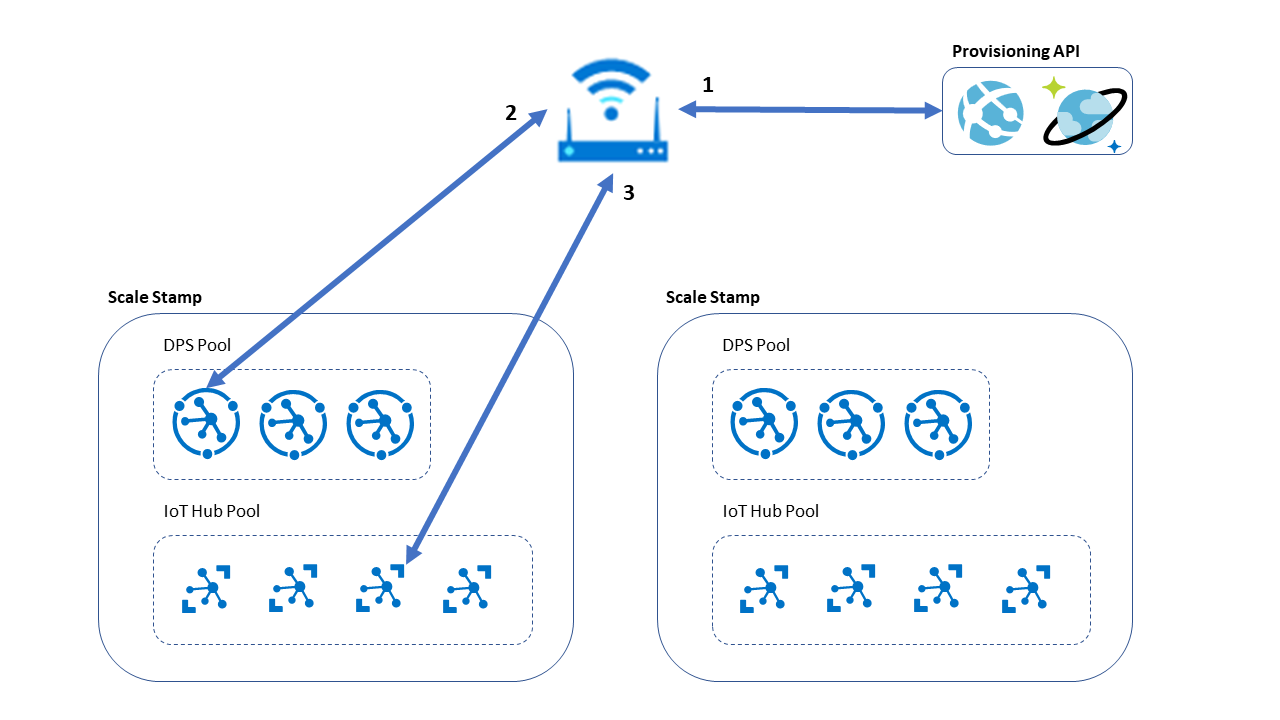 Provisioning API
1
2
3
Scale Stamp
DPS Pool
IoT Hub Pool
Scale Stamp
DPS Pool
IoT Hub Pool